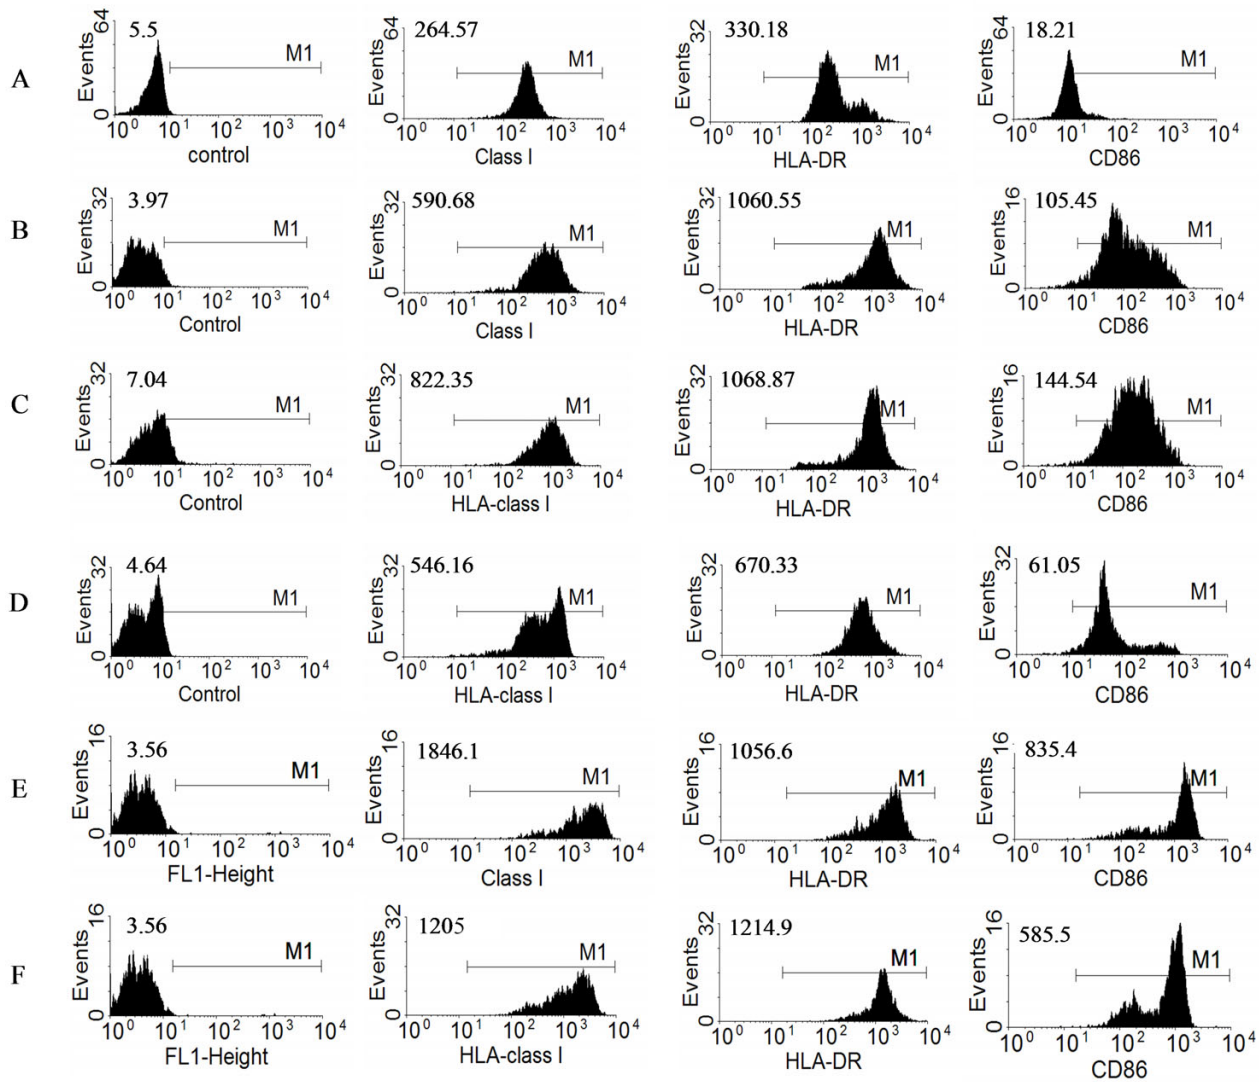 A
5.5 264.57 330.18 18.21
Events 64 0 M1 10^0 10^1 10^2 10^3 10^4 control
Events 64 0 M1 10^0 10^1 10^2 10^3 10^4 Class I
Events 32 0 M1 10^0 10^1 10^2 10^3 10^4 HLA-DR
Events 64 0 M1 10^0 10^1 10^2 10^3 10^4 CD86
B
3.97 590.68 1060.55 105.45
Events 32 0 M1 10^0 10^1 10^2 10^3 10^4 Control
Events 32 0 M1 10^0 10^1 10^2 10^3 10^4 Class I
Events 32 0 M1 10^0 10^1 10^2 10^3 10^4 HLA-DR
Events 16 0 M1 10^0 10^1 10^2 10^3 10^4 CD86
C
7.04 822.35 1068.87 144.54
Events 32 0 M1 10^0 10^1 10^2 10^3 10^4 Control
Events 32 0 M1 10^0 10^1 10^2 10^3 10^4 HLA-class I
Events 32 0 M1 10^0 10^1 10^2 10^3 10^4 HLA-DR
Events 16 0 M1 10^0 10^1 10^2 10^3 10^4 CD86
D
4.64 546.16 670.33 61.05
Events 32 0 M1 10^0 10^1 10^2 10^3 10^4 Control
Events 32 0 M1 10^0 10^1 10^2 10^3 10^4 HLA-class I
Events 32 0 M1 10^0 10^1 10^2 10^3 10^4 HLA-DR
Events 32 0 M1 10^0 10^1 10^2 10^3 10^4 CD86
E
3.56 1846.1 1056.6 835.4
Events 16 0 M1 10^0 10^1 10^2 10^3 10^4 FL1-Height
Events 16 0 M1 10^0 10^1 10^2 10^3 10^4 Class I
Events 16 0 M1 10^0 10^1 10^2 10^3 10^4 HLA-DR
Events 16 0 M1 10^0 10^1 10^2 10^3 10^4 CD86
F
3.56 1205 1214.9 585.5
Events 16 0 M1 10^0 10^1 10^2 10^3 10^4 FL1-Height
Events 32 0 M1 10^0 10^1 10^2 10^3 10^4 HLA-class I
Events 32 0 M1 10^0 10^1 10^2 10^3 10^4 HLA-DR
Events 16 0 M1 10^0 10^1 10^2 10^3 10^4 CD86